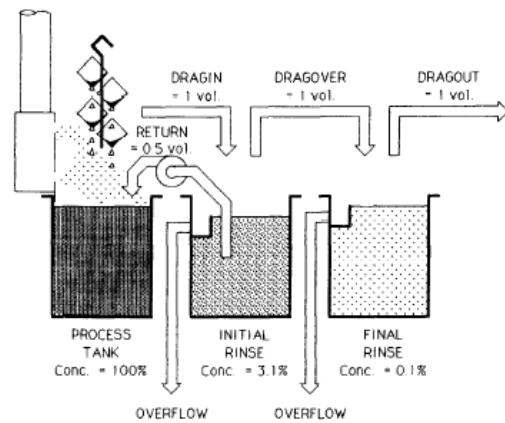 DRAGIN
= 1 vol.
DRAGOVER
= 1 vol.
DRAGOUT
= 1 vol.
RETURN
= 0.5 vol.
PROCESS
TANK
Conc. = 100%
INITIAL
RINSE
Conc. = 3.1%
FINAL
RINSE
Conc. = 0.1%
OVERFLOW
OVERFLOW